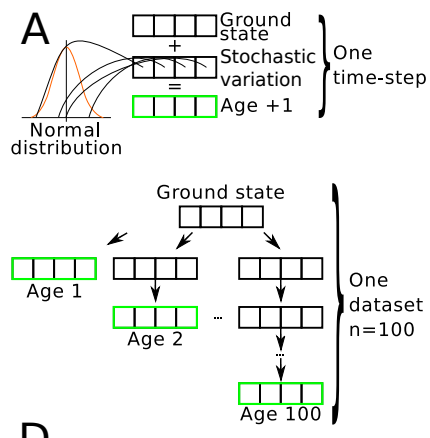 A
Ground
state
+
Stochastic
variation
=
Age +1
One
time-step
Normal
distribution
Ground state
Age 1
Age 2
...
...
Age 100
One
dataset
n=100
D